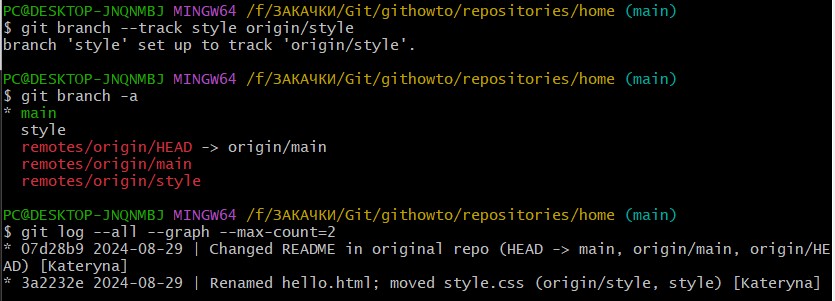 PC@DESKTOP-JNQNMBJ MINGW64 /f/ЗАКАЧКИ/Git/githowto/repositories/home (main)
$ git branch --track style origin/style
branch 'style' set up to track 'origin/style'.
PC@DESKTOP-JNQNMBJ MINGW64 /f/ЗАКАЧКИ/Git/githowto/repositories/home (main)
$ git branch -a
* main
  style
  remotes/origin/HEAD -> origin/main
  remotes/origin/main
  remotes/origin/style
PC@DESKTOP-JNQNMBJ MINGW64 /f/ЗАКАЧКИ/Git/githowto/repositories/home (main)
$ git log --all --graph --max-count=2
* 07d28b9 2024-08-29 | Changed README in original repo (HEAD -> main, origin/main, origin/HE
AD) [Kateryna]
* 3a2232e 2024-08-29 | Renamed hello.html; moved style.css (origin/style, style) [Kateryna]